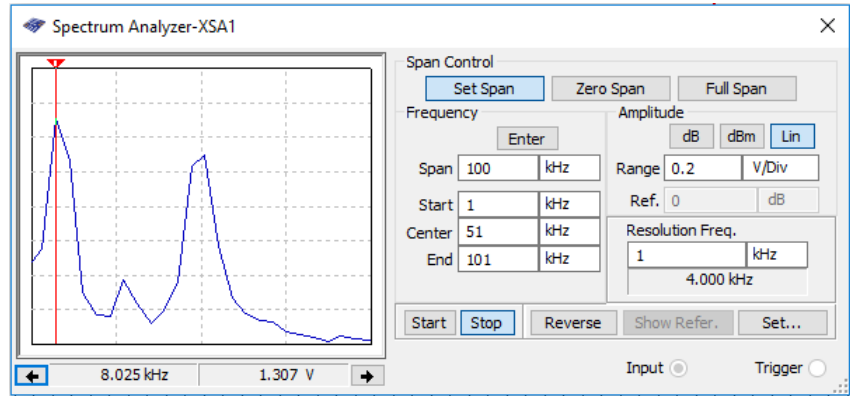 Spectrum Analyzer-XSA1
Span Control
Set Span Zero Span Full Span
Frequency
Enter
Span 100 kHz
Start 1 kHz
Center 51 kHz
End 101 kHz
Amplitude
dB dBm Lin
Range 0.2 V/Div
Ref. 0 dB
Resolution Freq.
1 kHz
4.000 kHz
Start Stop Reverse Show Refer. Set...
8.025 kHz 1.307 V
Input Trigger